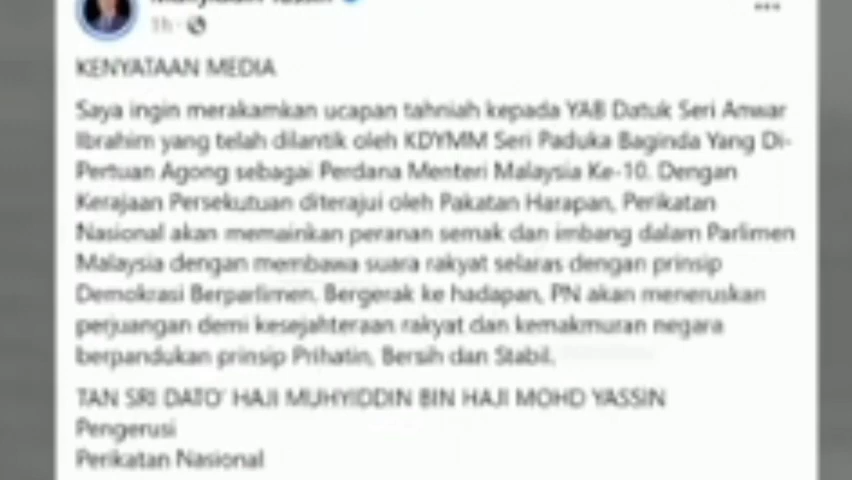 1h
KENYATAAN MEDIA
Saya ingin merakamkan ucapan tahniah kepada YAB Datuk Seri Anwar
Ibrahim yang telah dilantik oleh KDYMM Seri Paduka Baginda Yang Di-
Pertuan Agong sebagai Perdana Menteri Malaysia Ke-10. Dengan
Kerajaan Persekutuan diterajui oleh Pakatan Harapan, Perikatan
Nasional akan memainkan peranan semak dan imbang dalam Parlimen
Malaysia dengan membawa suara rakyat selaras dengan prinsip
Demokrasi Berparlimen. Bergerak ke hadapan, PN akan meneruskan
perjuangan demi kesejahteraan rakyat dan kemakmuran negara
berpandukan prinsip Prihatin, Bersih dan Stabil.
TAN SRI DATO' HAJI MUHYIDDIN BIN HAJI MOHD YASSIN
Pengerusi
Perikatan Nasional